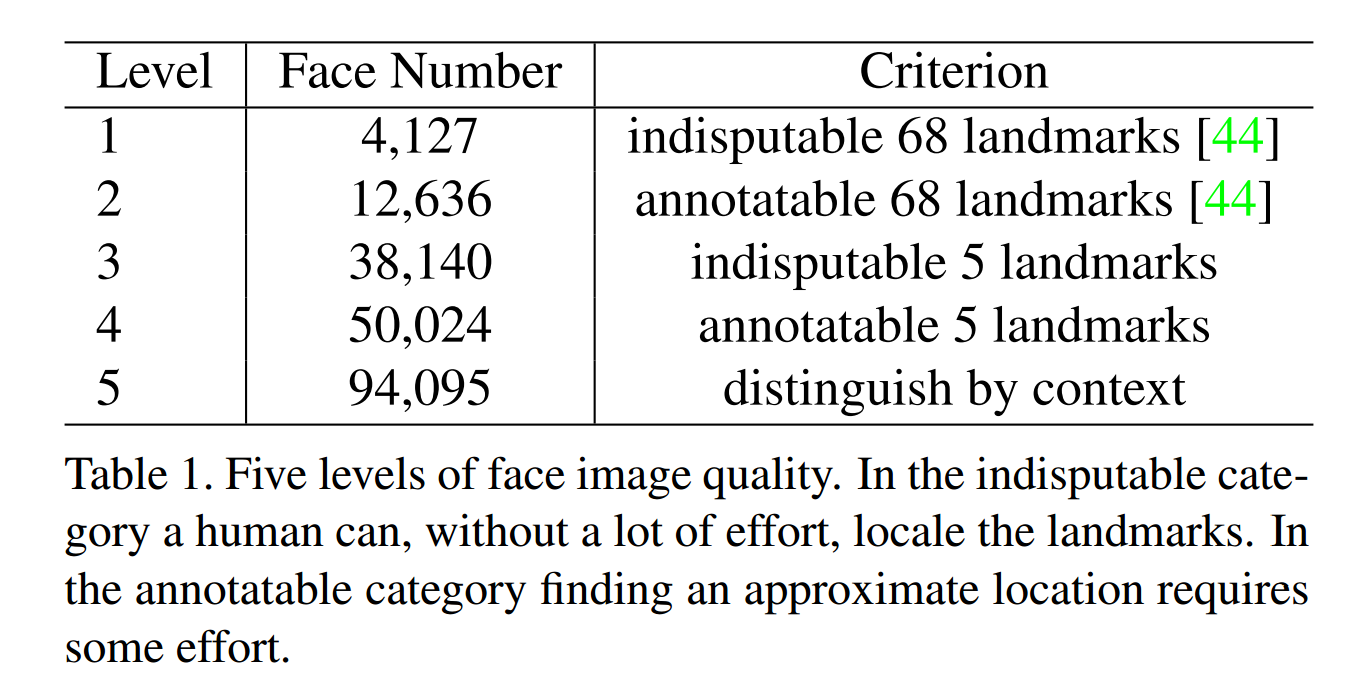 Level Face Number Criterion
1 4,127 indisputable 68 landmarks [44]
2 12,636 annotatable 68 landmarks [44]
3 38,140 indisputable 5 landmarks
4 50,024 annotatable 5 landmarks
5 94,095 distinguish by context
Table 1. Five levels of face image quality. In the indisputable cate-
gory a human can, without a lot of effort, locale the landmarks. In
the annotatable category finding an approximate location requires
some effort.